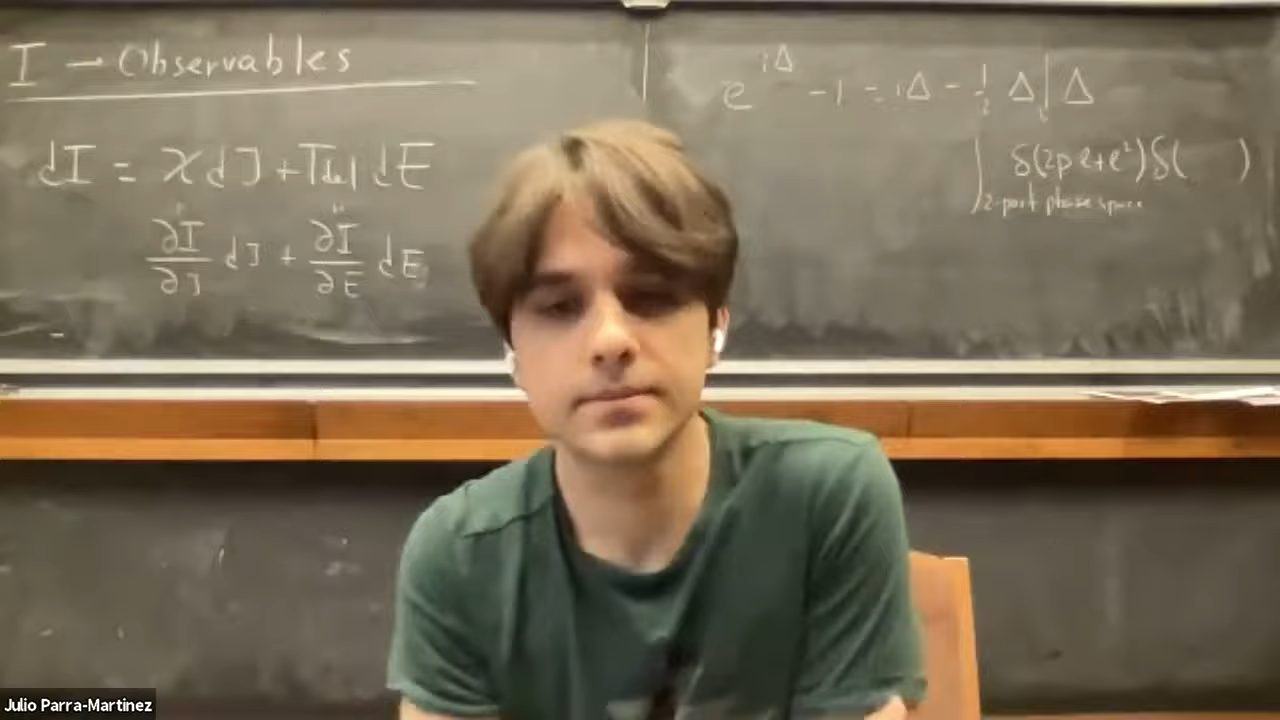 I → Observables
dI = χ dJ + Tdel dE
∂I/∂J dJ + ∂I/∂E dE
e^{iΔ} - 1 = iΔ - 1/2 Δ | Δ
∫ δ(2p ℓ+ℓ²) δ( )
2-part phase space
Julio Parra-Martinez